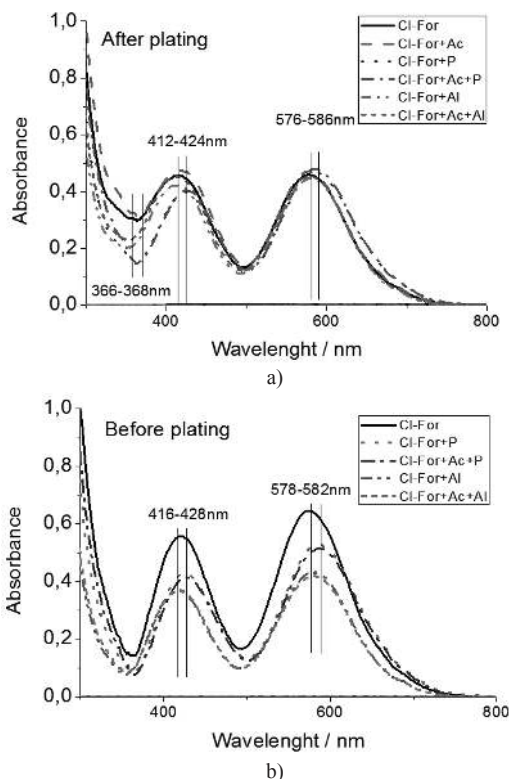 After plating
Cl-For
Cl-For+Ac
Cl-For+P
Cl-For+Ac+P
Cl-For+Al
Cl-For+Ac+Al
1,0
0,8
0,6
0,4
0,2
0,0
Absorbance
412-424nm
576-586nm
366-368nm
400
600
800
Wavelenght / nm
a)
Before plating
Cl-For
Cl-For+P
Cl-For+Ac+P
Cl-For+Al
Cl-For+Ac+Al
1,0
0,8
0,6
0,4
0,2
0,0
Absorbance
416-428nm
578-582nm
400
600
800
Wavelength / nm
b)